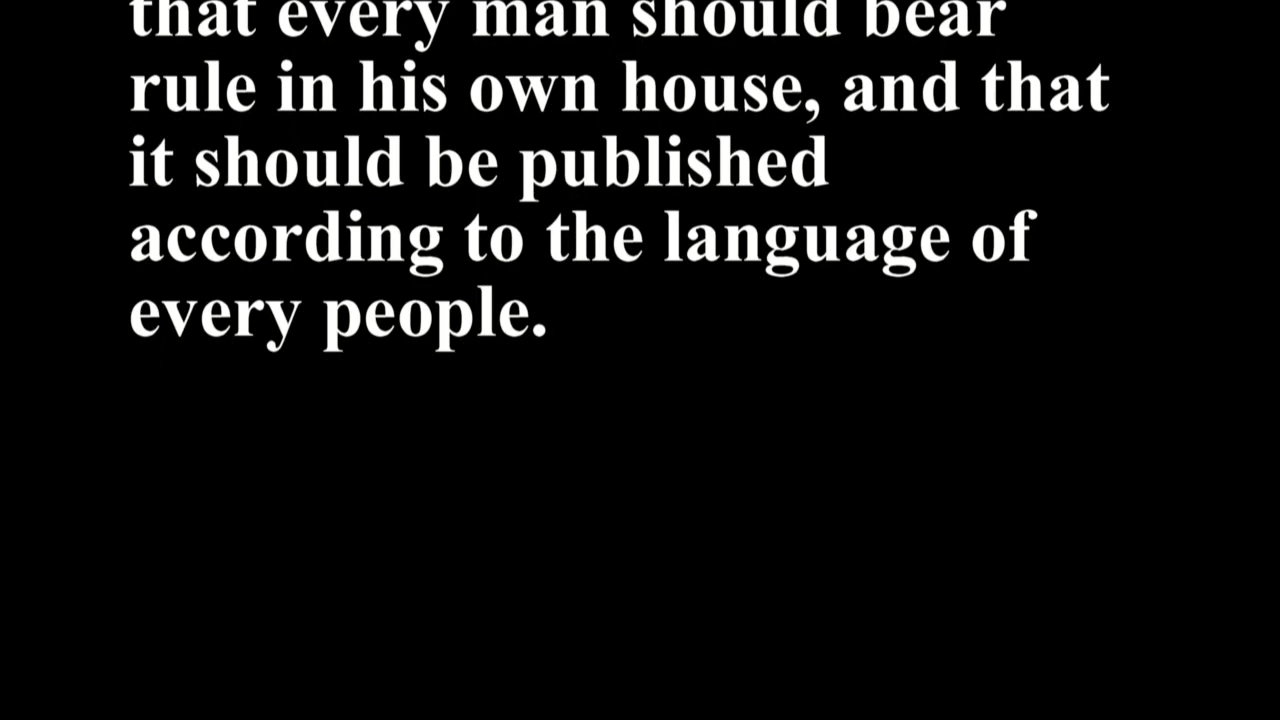 that every man should bear
rule in his own house, and that
it should be published
according to the language of
every people.